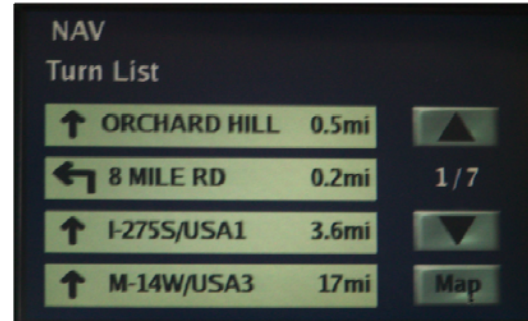 NAV
Turn List
ORCHARD HILL 0.5mi
8 MILE RD 0.2mi
1/7
I-275S/USA1 3.6mi
M-14W/USA3 17mi
Map